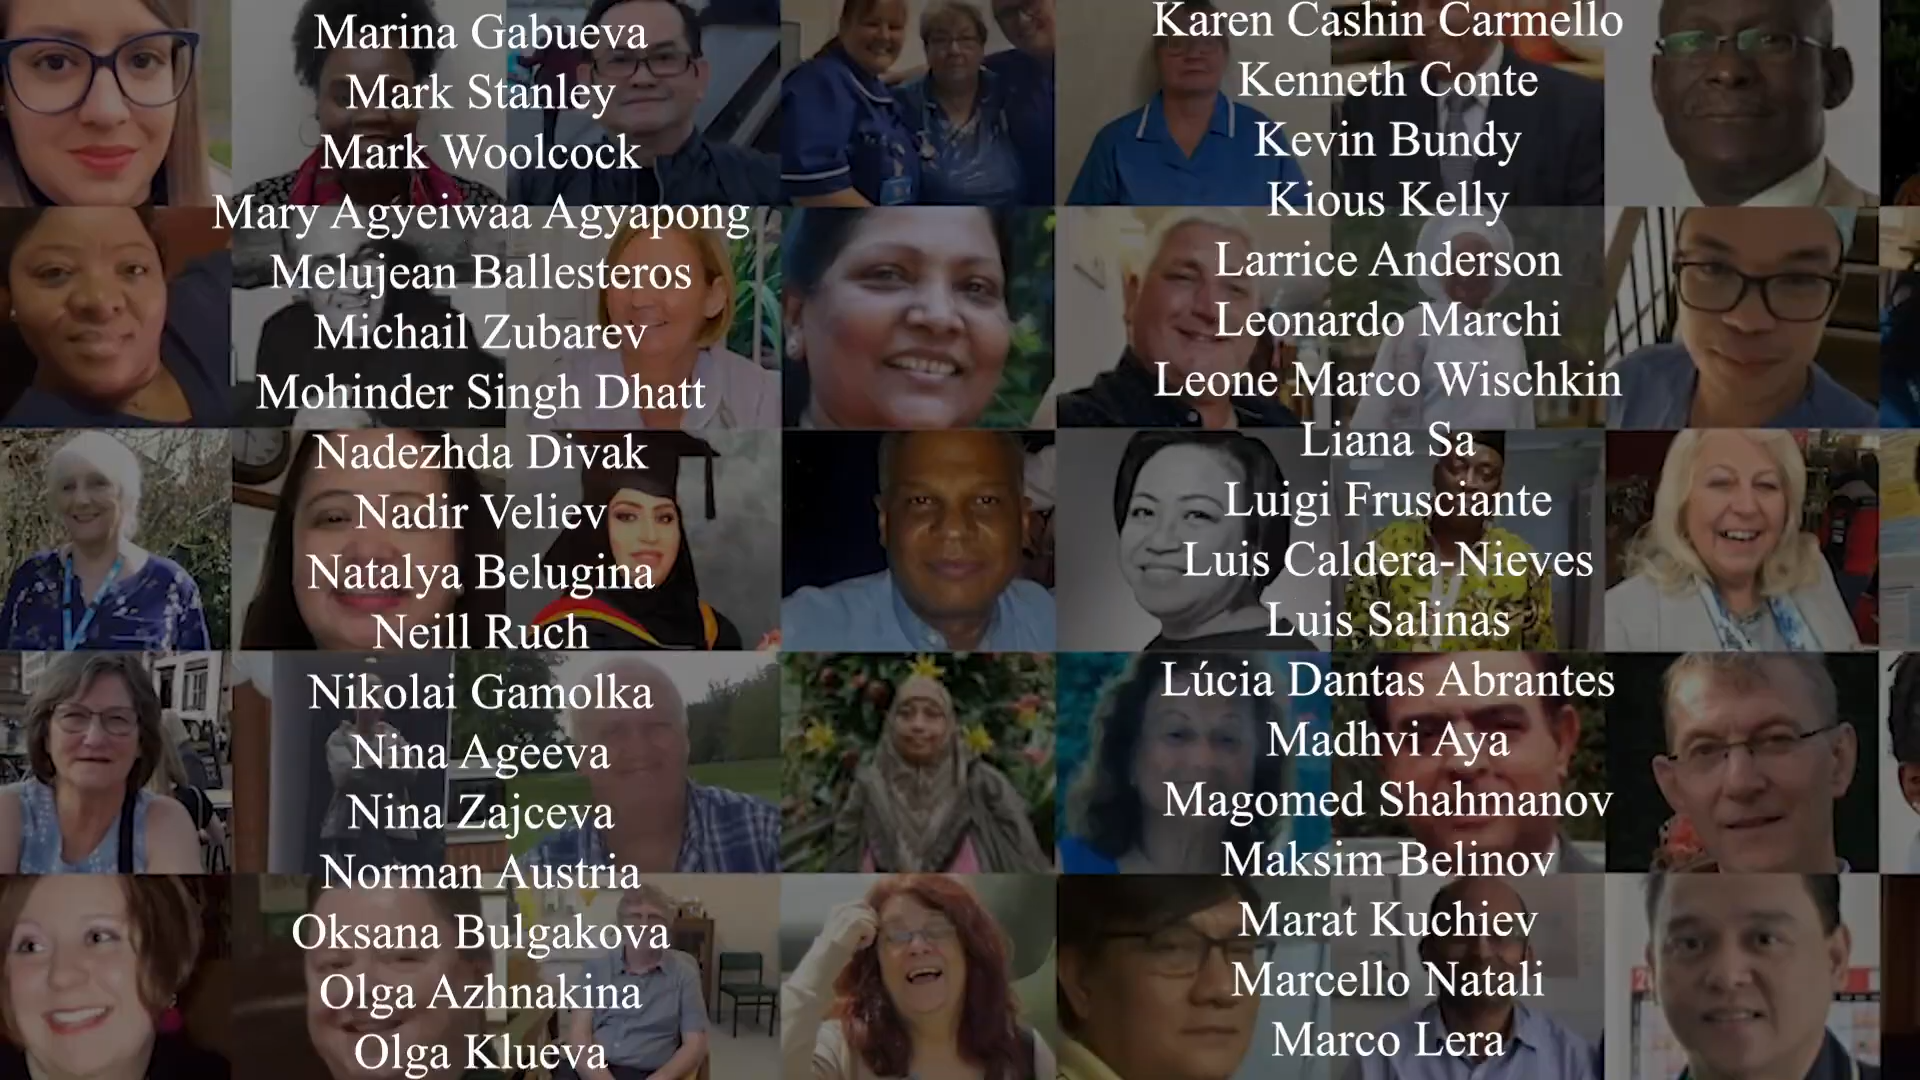 Marina Gabueva
Mark Stanley
Mark Woolcock
Mary Agyeiwaa Agyapong
Melujean Ballesteros
Michail Zubarev
Mohinder Singh Dhatt
Nadezhda Divak
Nadir Veliev
Natalya Belugina
Neill Ruch
Nikolai Gamolka
Nina Ageeva
Nina Zajceva
Norman Austria
Oksana Bulgakova
Olga Azhnakina
Olga Klueva
Karen Cashin Carmello
Kenneth Conte
Kevin Bundy
Kious Kelly
Larrice Anderson
Leonardo Marchi
Leone Marco Wischkin
Liana Sa
Luigi Frusciante
Luis Caldera-Nieves
Luis Salinas
Lúcia Dantas Abrantes
Madhvi Aya
Magomed Shahmanov
Maksim Belinov
Marat Kuchiev
Marcello Natali
Marco Lera